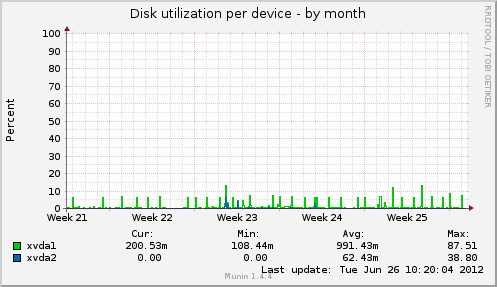 Disk utilization per device - by month
RRDTOOL / TOBI OETIKER
Percent
100
90
80
70
60
50
40
30
20
10
0
Week 21 Week 22 Week 23 Week 24 Week 25
Cur: Min: Avg: Max:
xvda1 200.53m 108.44m 991.43m 87.51
xvda2 0.00 0.00 62.43m 38.80
Last update: Tue Jun 26 10:20:04 2012
Munin 1.4.4